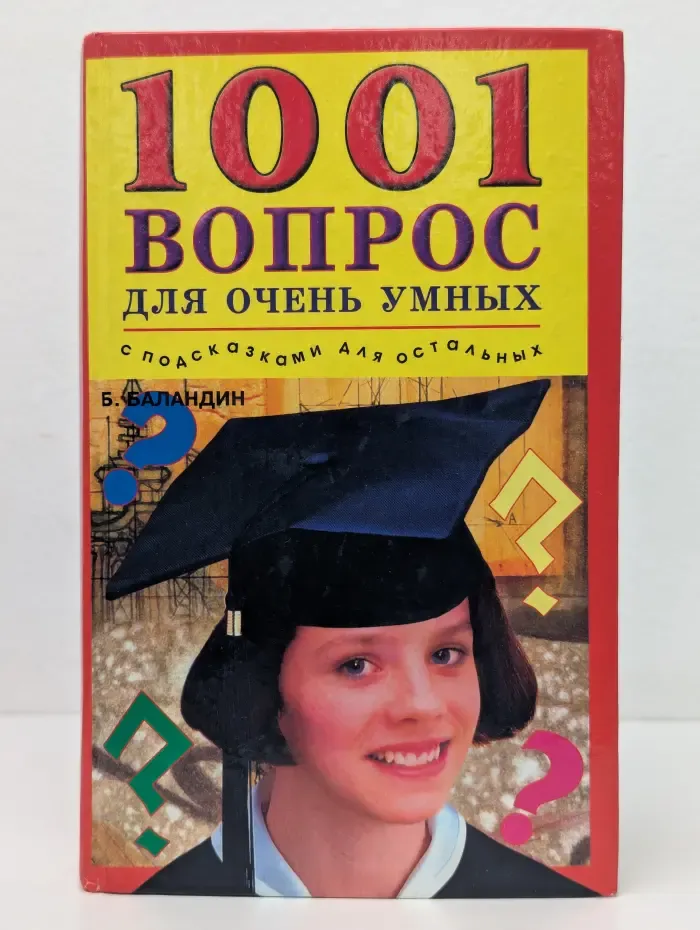 1001
ВОПРОС
ДЛЯ ОЧЕНЬ УМНЫХ
с подсказками для остальных
Б. БАЛАНДИН